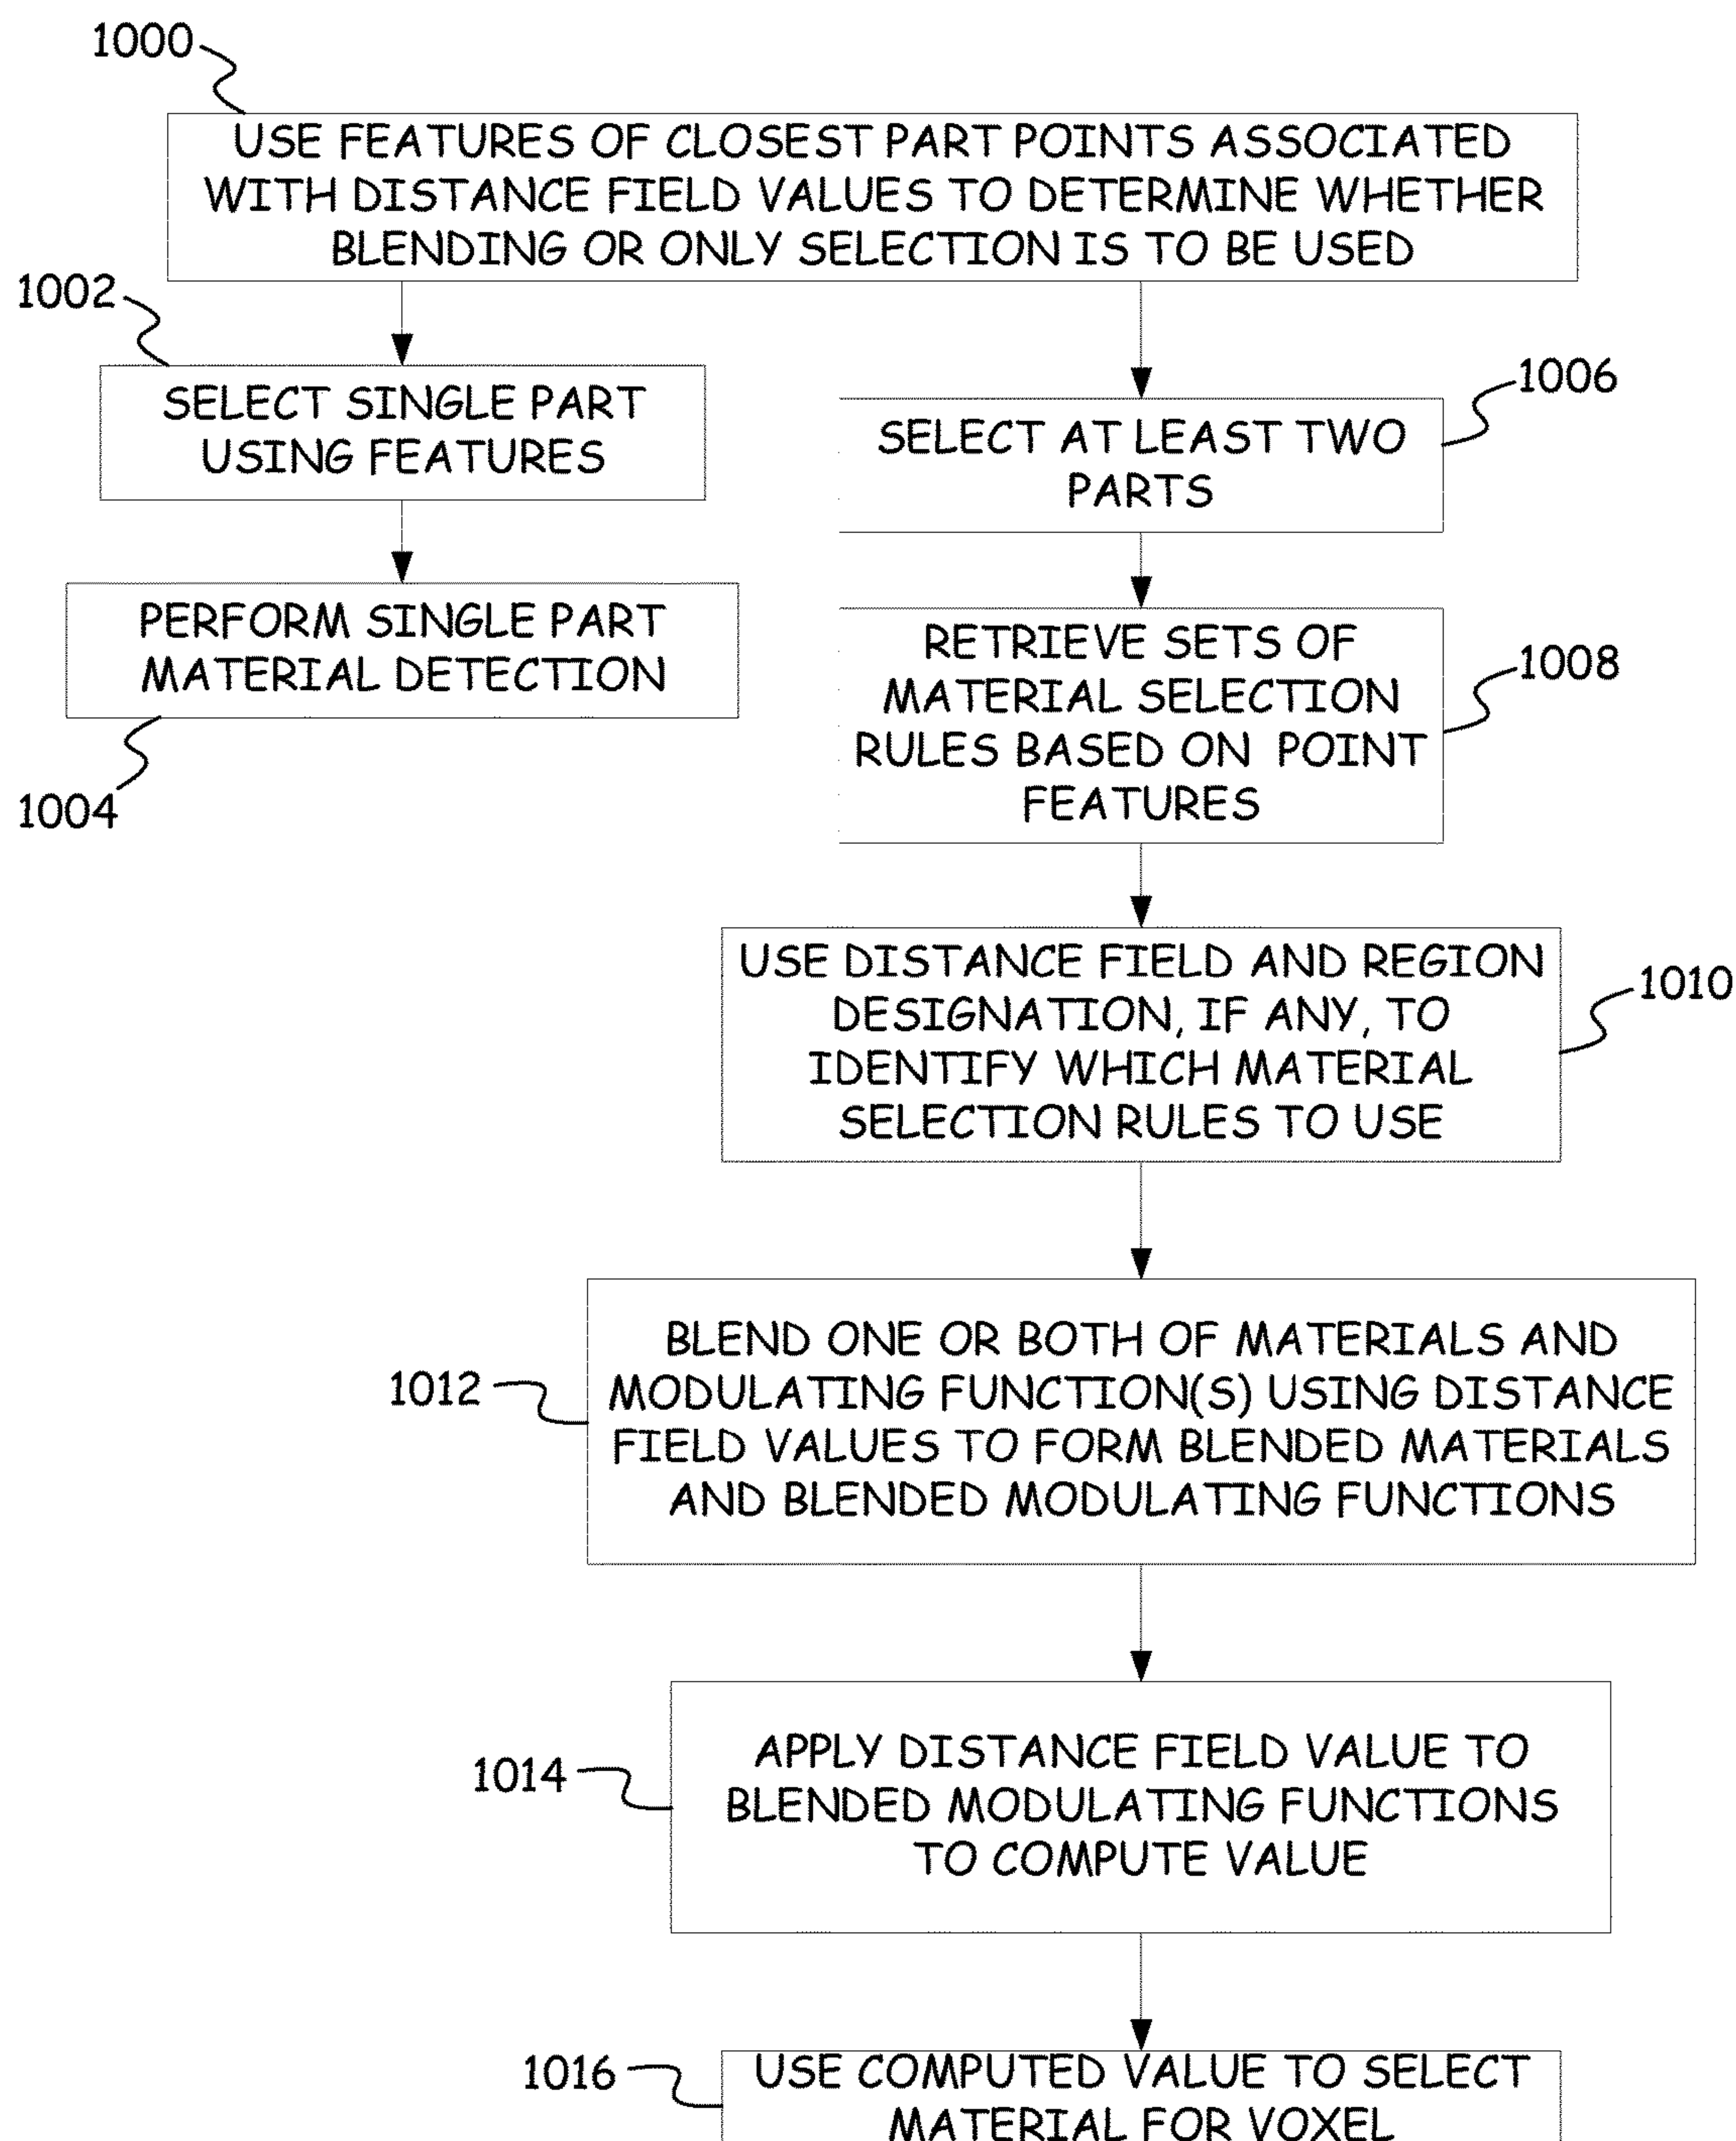 1000
USE FEATURES OF CLOSEST PART POINTS ASSOCIATED
WITH DISTANCE FIELD VALUES TO DETERMINE WHETHER
BLENDING OR ONLY SELECTION IS TO BE USED
1002
SELECT SINGLE PART
USING FEATURES
PERFORM SINGLE PART
MATERIAL DETECTION
1004
1006
SELECT AT LEAST TWO
PARTS
RETRIEVE SETS OF
MATERIAL SELECTION
RULES BASED ON POINT
FEATURES
1008
USE DISTANCE FIELD AND REGION
DESIGNATION, IF ANY, TO
IDENTIFY WHICH MATERIAL
SELECTION RULES TO USE
1010
BLEND ONE OR BOTH OF MATERIALS AND
MODULATING FUNCTION(S) USING DISTANCE
FIELD VALUES TO FORM BLENDED MATERIALS
AND BLENDED MODULATING FUNCTIONS
1012
APPLY DISTANCE FIELD VALUE TO
BLENDED MODULATING FUNCTIONS
TO COMPUTE VALUE
1014
1016
USE COMPUTED VALUE TO SELECT
MATERIAL FOR VOXEL